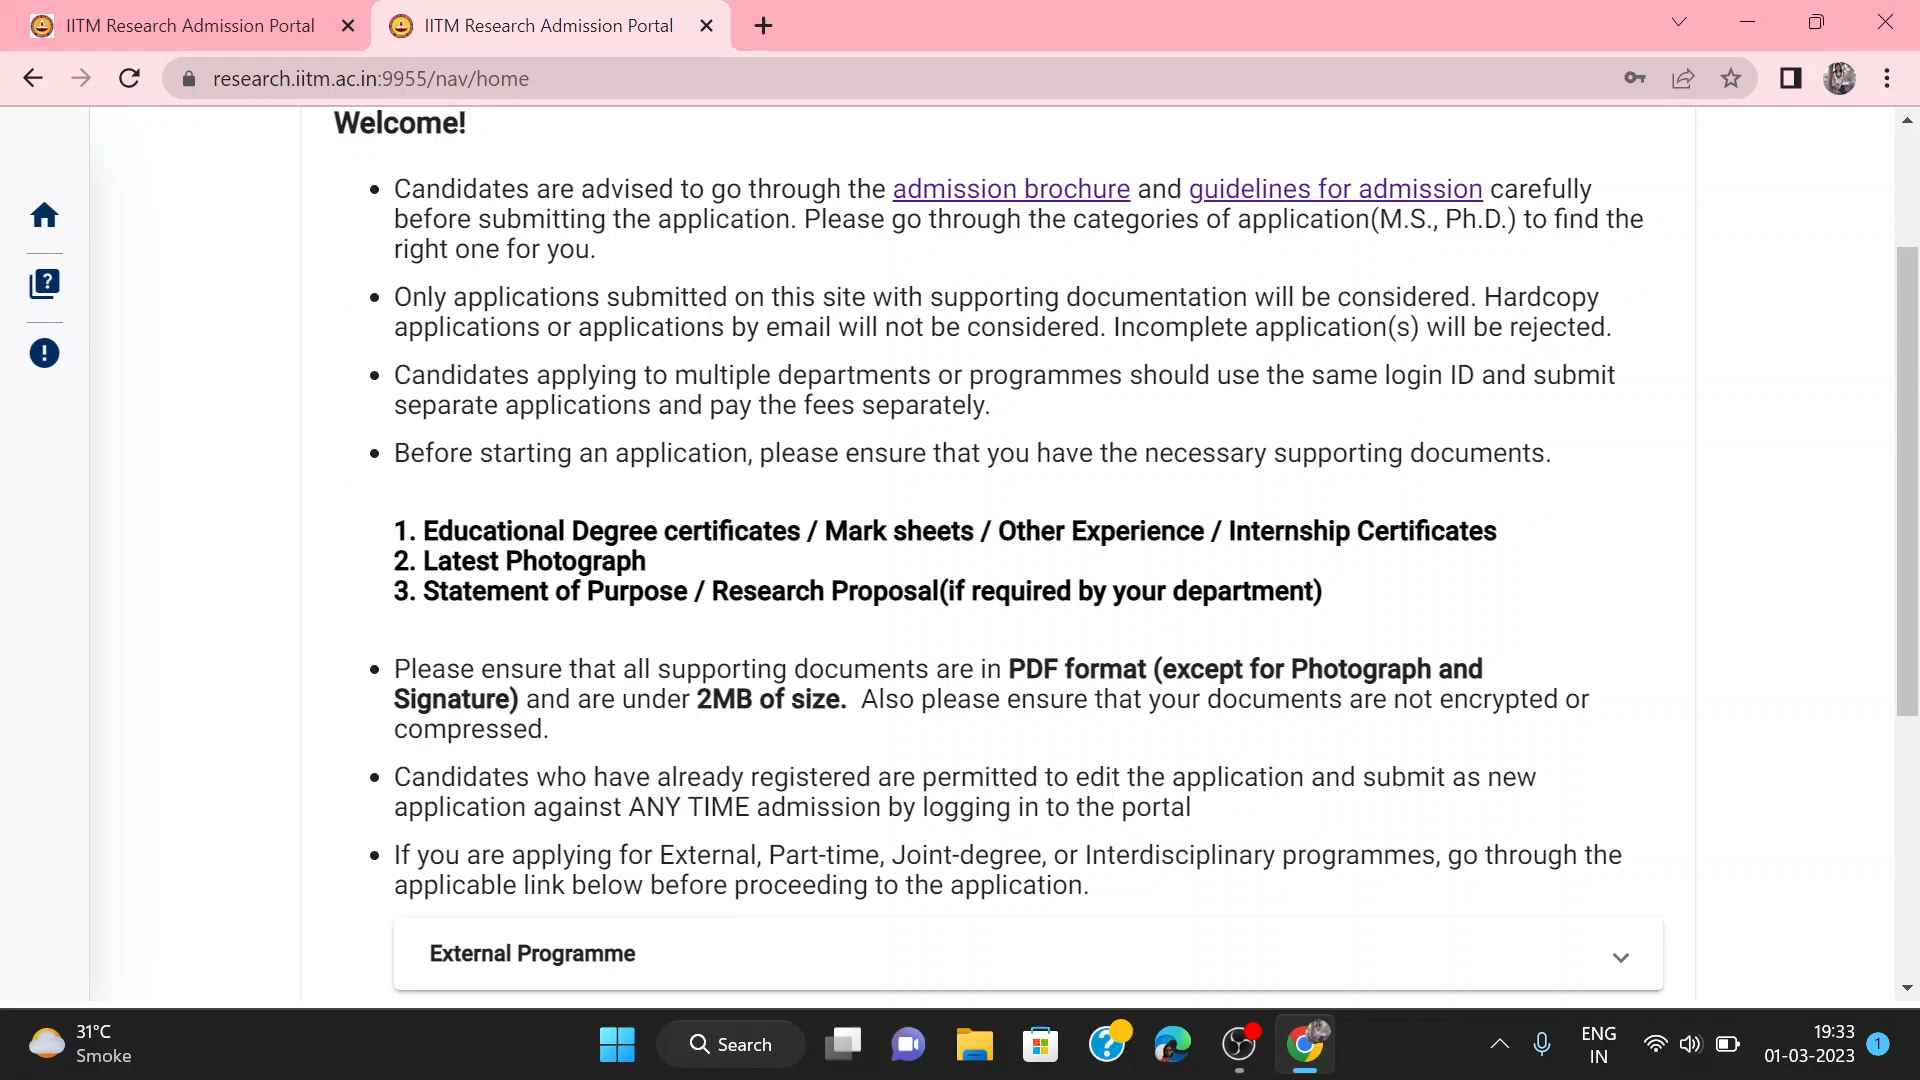 IITM Research Admission Portal
IITM Research Admission Portal
research.iitm.ac.in:9955/nav/home
Welcome!
Candidates are advised to go through the admission brochure and guidelines for admission carefully
before submitting the application. Please go through the categories of application(M.S., Ph.D.) to find the
right one for you.
Only applications submitted on this site with supporting documentation will be considered. Hardcopy
applications or applications by email will not be considered. Incomplete application(s) will be rejected.
Candidates applying to multiple departments or programmes should use the same login ID and submit
separate applications and pay the fees separately.
Before starting an application, please ensure that you have the necessary supporting documents.
1. Educational Degree certificates / Mark sheets / Other Experience / Internship Certificates
2. Latest Photograph
3. Statement of Purpose / Research Proposal(if required by your department)
Please ensure that all supporting documents are in PDF format (except for Photograph and
Signature) and are under 2MB of size. Also please ensure that your documents are not encrypted or
compressed.
Candidates who have already registered are permitted to edit the application and submit as new
application against ANY TIME admission by logging in to the portal
If you are applying for External, Part-time, Joint-degree, or Interdisciplinary programmes, go through the
applicable link below before proceeding to the application.
External Programme
31°C
Smoke
Search
ENG
IN
19:33
01-03-2023
1